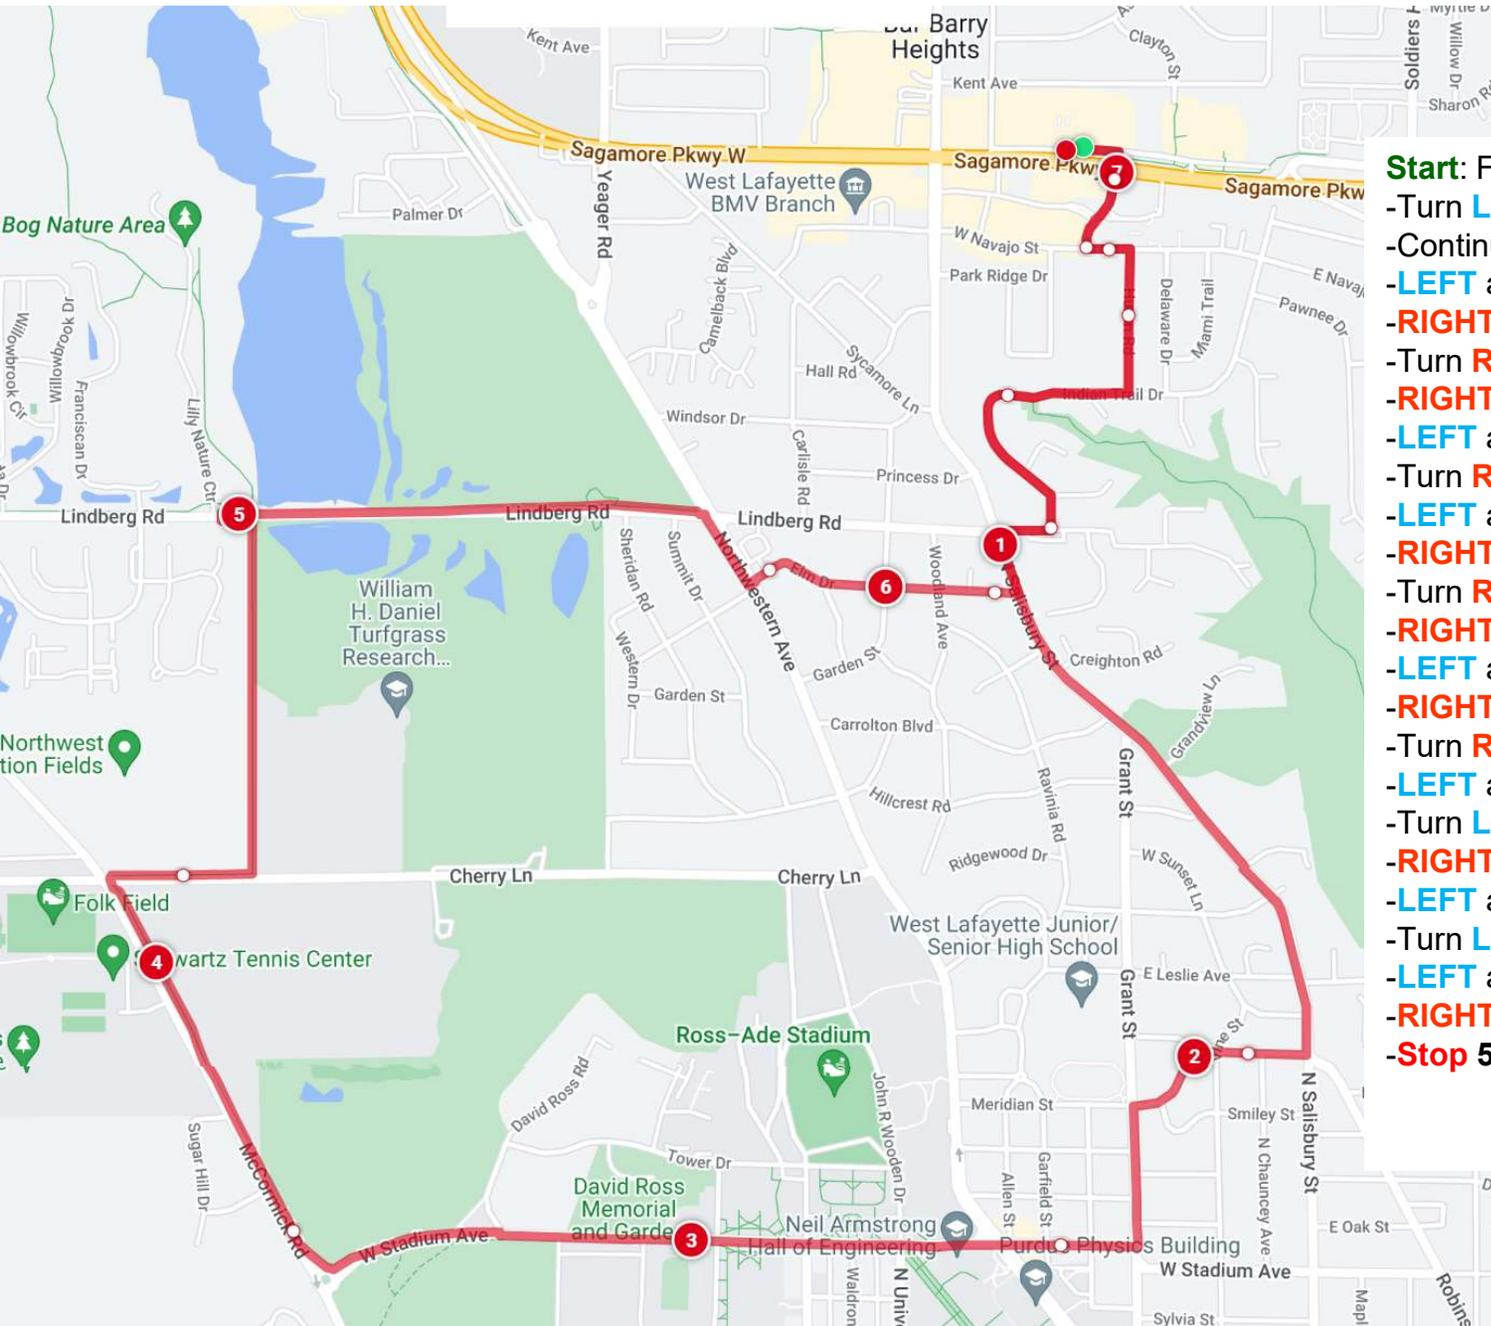 Bar Barry
Heights
Kent Ave
Kent Ave
Clayton St
Soldiers H
Myrtle D
Willow Dr
Sharon Rd
Sagamore Pkwy W
Sagamore Pkwy
Sagamore Pkw
7
West Lafayette
BMV Branch
Yeager Rd
Palmer Dr
Bog Nature Area
W Navajo St
Park Ridge Dr
E Navaj
Pawnee Dr
Camelback Blvd
Delaware Dr
Miami Trail
Willowbrook Dr
Willowbrook Cir
Franciscan Dr
Lilly Nature Ctr
Hall Rd
Sycamore Ln
Indian Trail Dr
Windsor Dr
Carlisle Rd
Princess Dr
Lindberg Rd
5
Lindberg Rd
Lindberg Rd
1
Northwestern Ave
Elm Dr
6
Woodland Ave
N Salisbury St
Sheridan Rd
Summit Dr
Western Dr
William
H. Daniel
Turfgrass
Research...
Garden St
Garden St
Creighton Rd
Grandview Ln
Carrolton Blvd
Northwest
tion Fields
Grant St
Hillcrest Rd
Ravinia Rd
Ridgewood Dr
W Sunset Ln
Cherry Ln
Cherry Ln
Folk Field
Schwartz Tennis Center
4
West Lafayette Junior/
Senior High School
E Leslie Ave
Grant St
Ross-Ade Stadium
2
ine St
David Ross Rd
John R Wooden Dr
Meridian St
Smiley St
N Salisbury St
Sugar Hill Dr
McCormick Rd
Tower Dr
David Ross
Memorial
and Garde
3
Allen St
Garfield St
N Chauncey Ave
E Oak St
W Stadium Ave
Neil Armstrong
Hall of Engineering
Purdue Physics Building
W Stadium Ave
Waldron
N Univ
Sylvia St
Mapl
Robins
Start: F
-Turn L
-Contin
-LEFT a
-RIGHT
-Turn R
-RIGHT
-LEFT a
-Turn R
-LEFT a
-RIGHT
-Turn R
-RIGHT
-LEFT a
-RIGHT
-Turn R
-LEFT a
-Turn L
-RIGHT
-LEFT a
-Turn L
-LEFT a
-RIGHT
-Stop 5